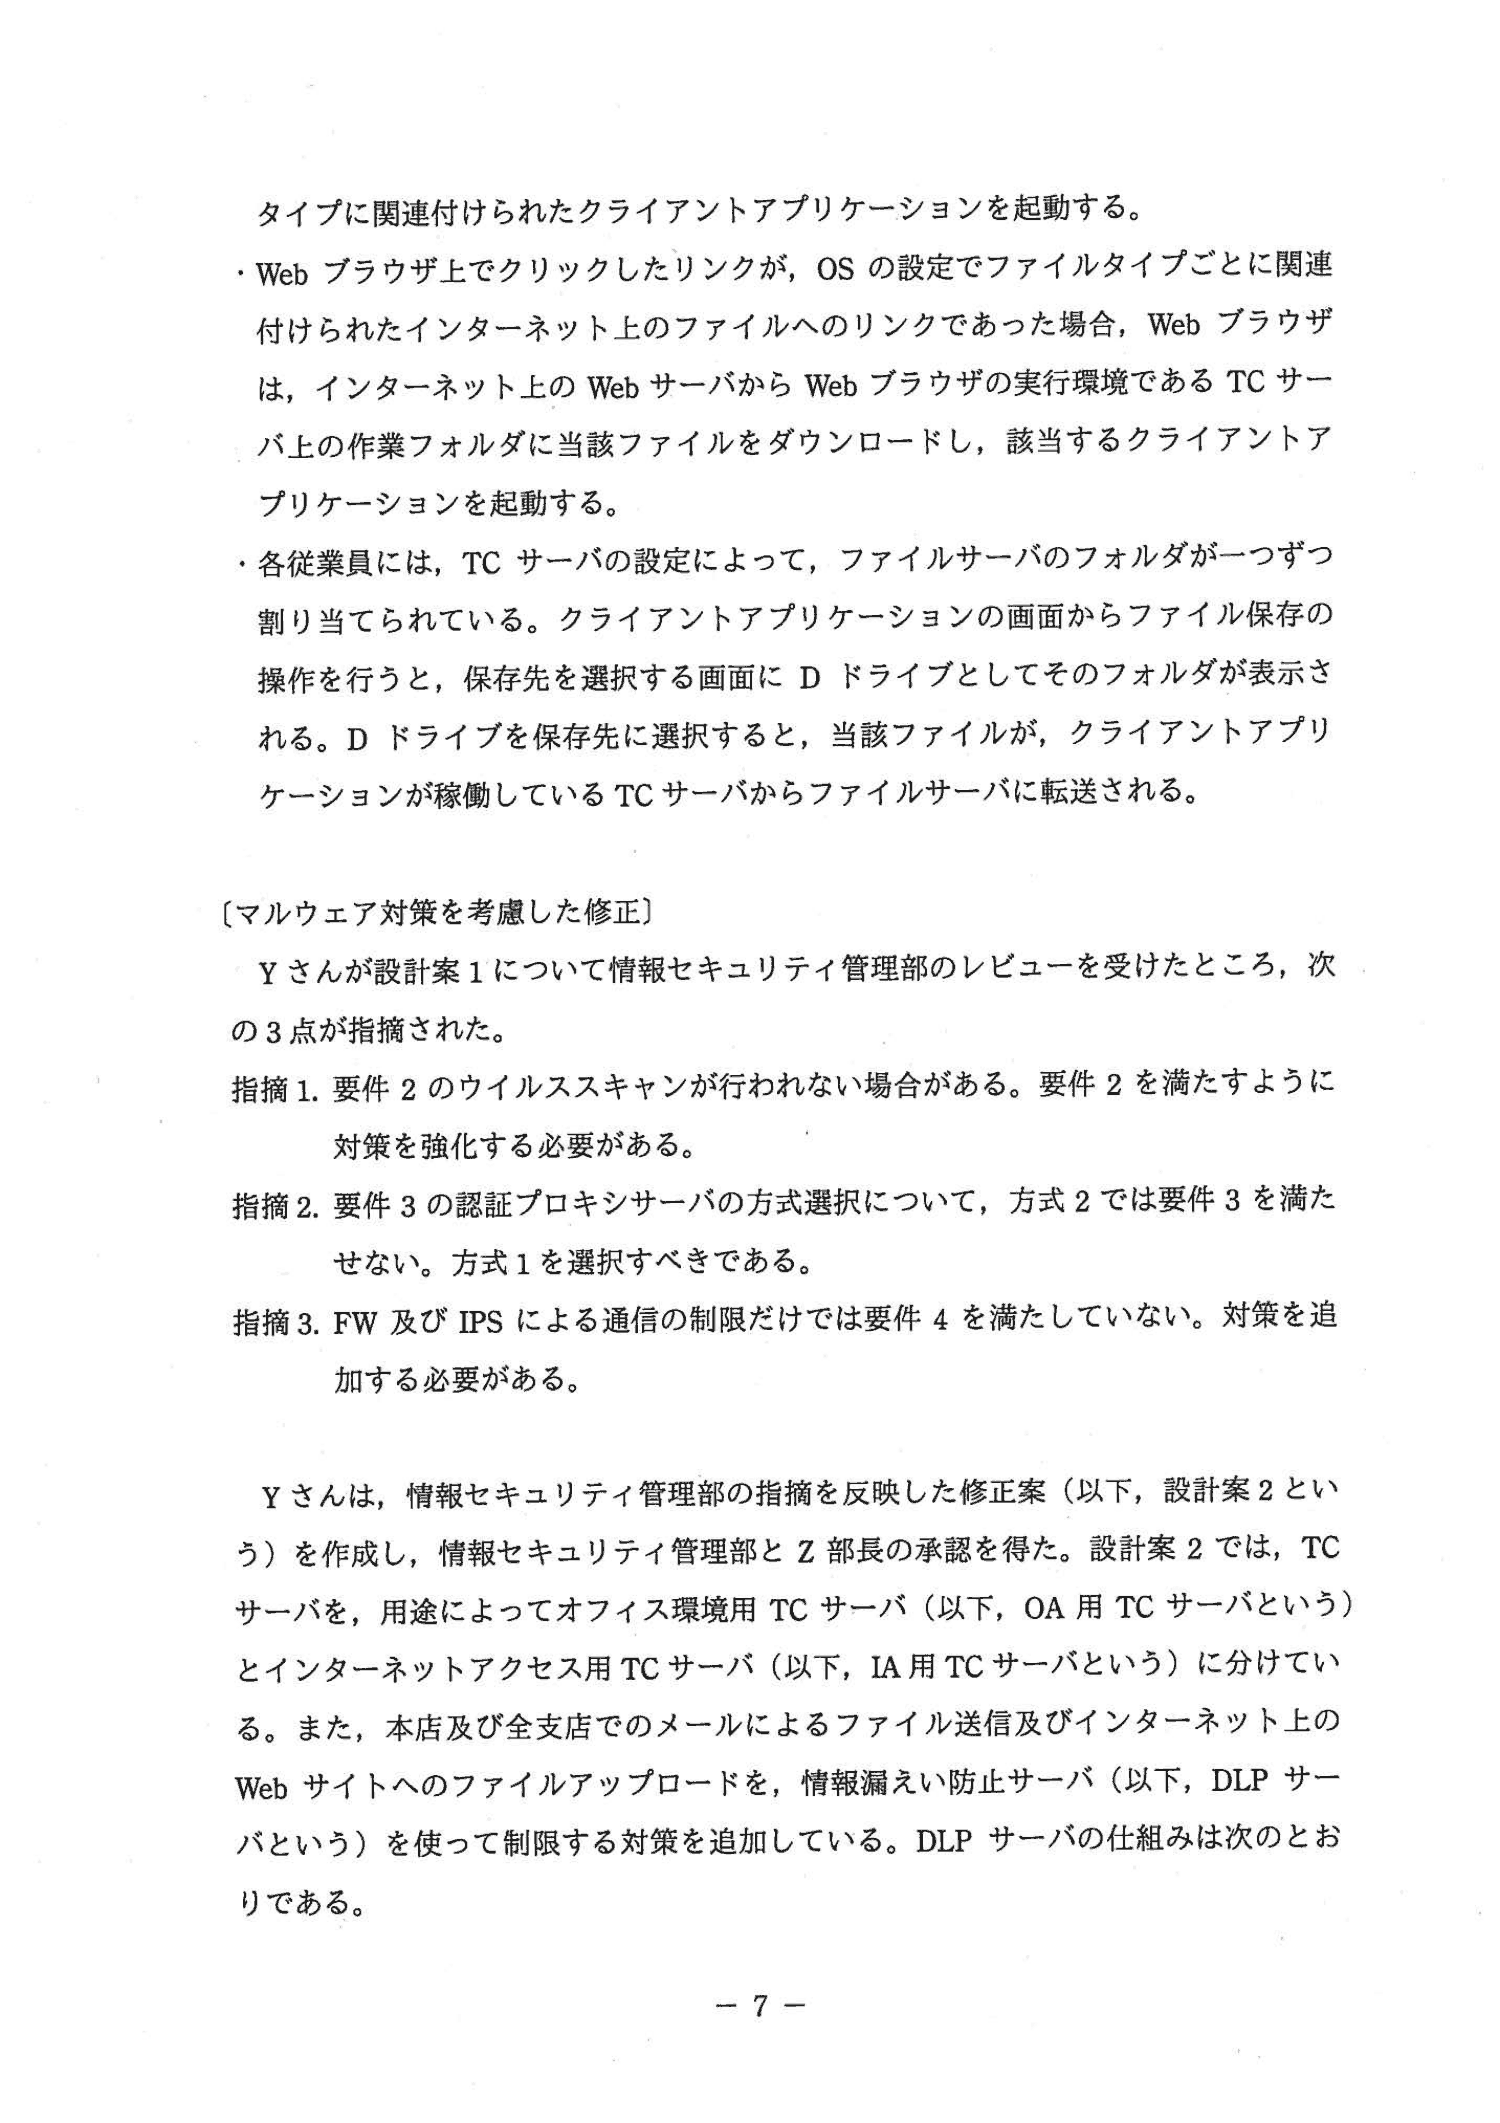 タイプに関連付けられたクライアントアプリケーションを起動する。
・Web ブラウザ上でクリックしたリンクが，OS の設定でファイルタイプごとに関連
付けられたインターネット上のファイルへのリンクであった場合，Web ブラウザ
は，インターネット上の Web サーバから Web ブラウザの実行環境である TC サー
バ上の作業フォルダに当該ファイルをダウンロードし，該当するクライアントア
プリケーションを起動する。
・各従業員には，TC サーバの設定によって，ファイルサーバのフォルダが一つずつ
割り当てられている。クライアントアプリケーションの画面からファイル保存の
操作を行うと，保存先を選択する画面に D ドライブとしてそのフォルダが表示さ
れる。D ドライブを保存先に選択すると，当該ファイルが，クライアントアプリ
ケーションが稼働している TC サーバからファイルサーバに転送される。
〔マルウェア対策を考慮した修正〕
Y さんが設計案 1 について情報セキュリティ管理部のレビューを受けたところ，次
の 3 点が指摘された。
指摘 1. 要件 2 のウイルススキャンが行われない場合がある。要件 2 を満たすように
対策を強化する必要がある。
指摘 2. 要件 3 の認証プロキシサーバの方式選択について，方式 2 では要件 3 を満た
せない。方式 1 を選択すべきである。
指摘 3. FW 及び IPS による通信の制限だけでは要件 4 を満たしていない。対策を追
加する必要がある。
Y さんは，情報セキュリティ管理部の指摘を反映した修正案（以下，設計案 2 とい
う）を作成し，情報セキュリティ管理部と Z 部長の承認を得た。設計案 2 では，TC
サーバを，用途によってオフィス環境用 TC サーバ（以下，OA 用 TC サーバという）
とインターネットアクセス用 TC サーバ（以下，IA 用 TC サーバという）に分けてい
る。また，本店及び全支店でのメールによるファイル送信及びインターネット上の
Web サイトへのファイルアップロードを，情報漏えい防止サーバ（以下，DLP サー
バという）を使って制限する対策を追加している。DLP サーバの仕組みは次のとお
りである。
－ 7 －